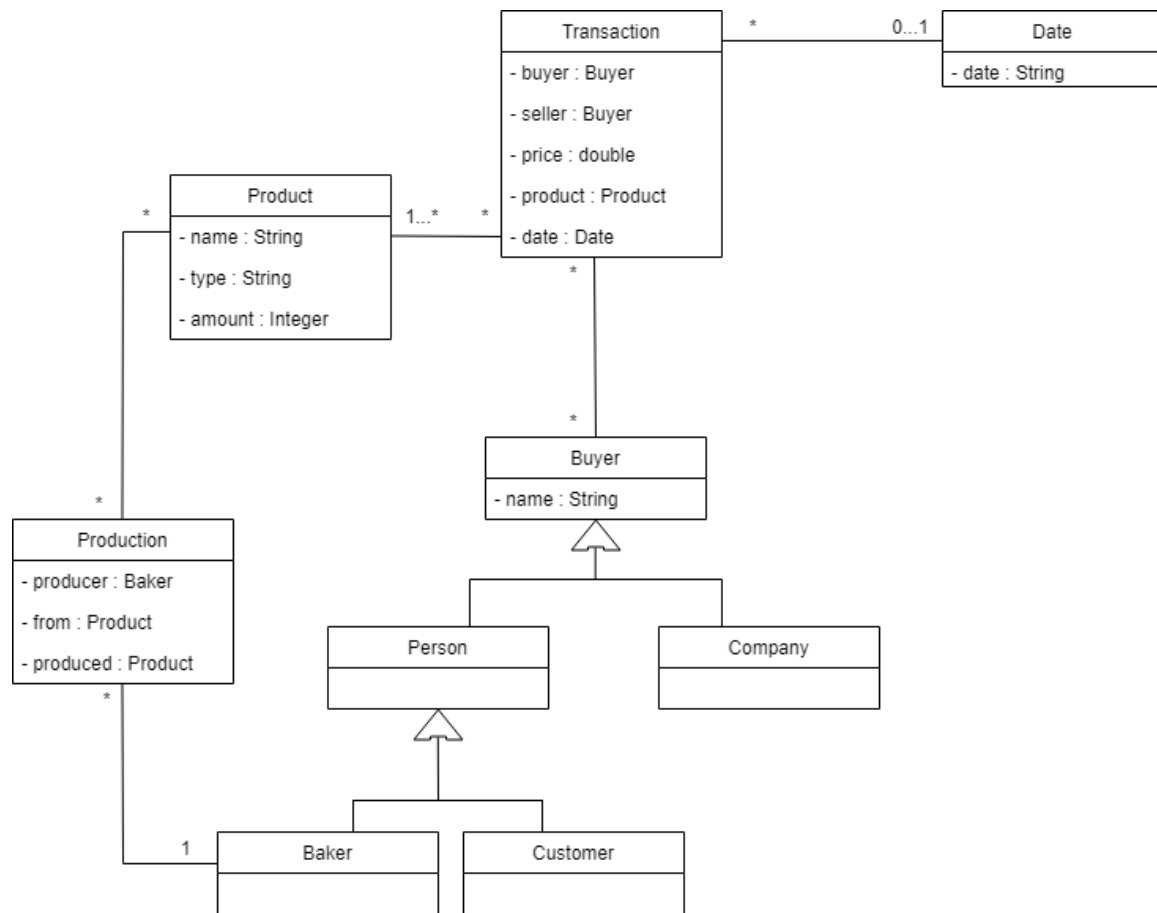 Transaction
- buyer : Buyer
- seller : Buyer
- price : double
- product : Product
- date : Date
*
0...1
Date
- date : String
Product
- name : String
- type : String
- amount : Integer
*
1...*
*
*
*
Buyer
- name : String
*
Production
- producer : Baker
- from : Product
- produced : Product
*
Person
Company
1
Baker
Customer